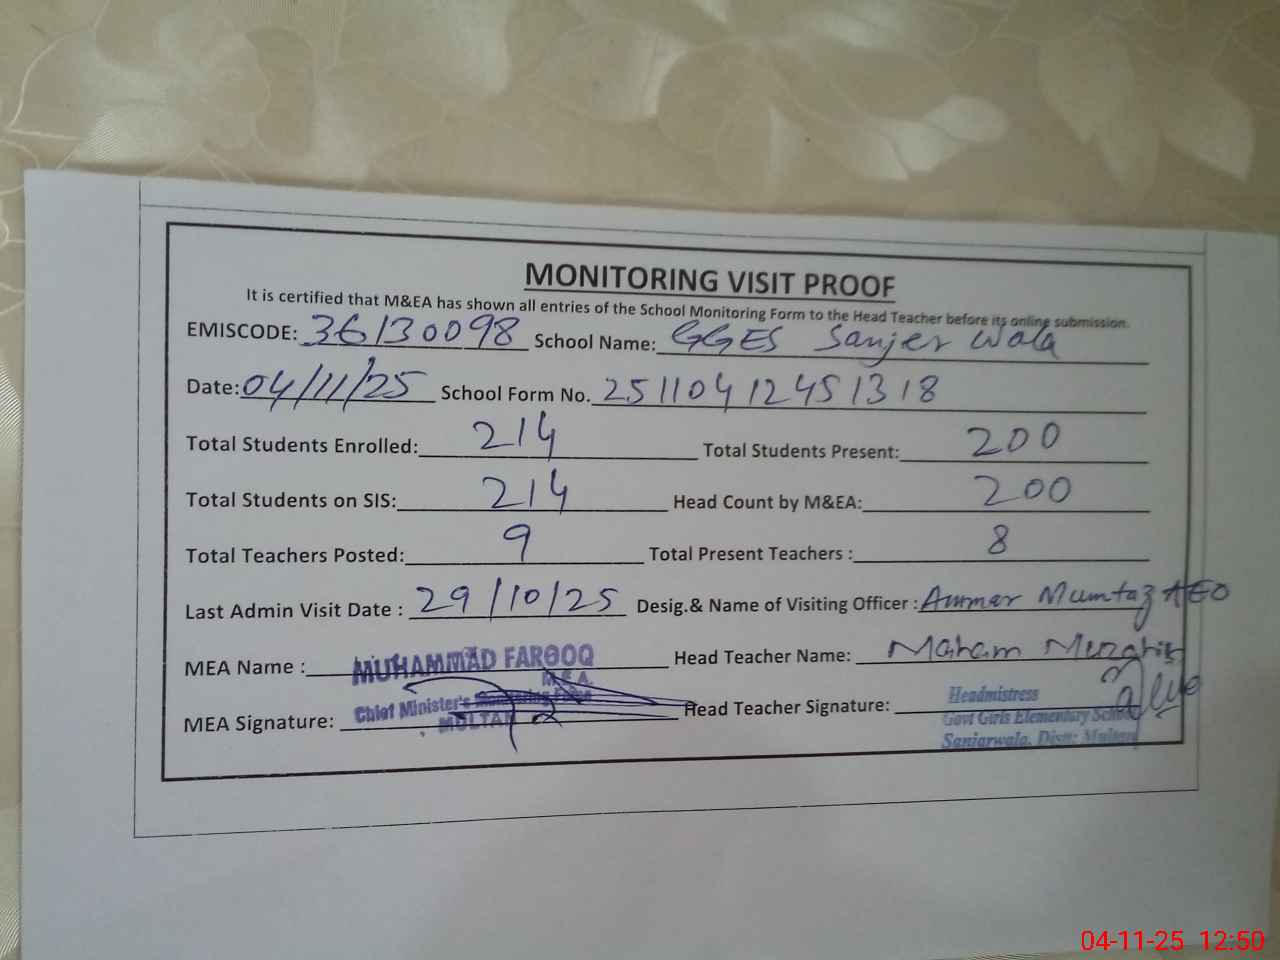 MONITORING VISIT PROOF
It is certified that M&EA has shown all entries of the School Monitoring Form to the Head Teacher before its online submission.
EMISCODE: 36130098 School Name: GGES Sanjer Wala
Date: 04/11/25 School Form No. 25110412451318
Total Students Enrolled: 214 Total Students Present: 200
Total Students on SIS: 214 Head Count by M&EA: 200
Total Teachers Posted: 9 Total Present Teachers : 8
Last Admin Visit Date : 29/10/25 Desig.& Name of Visiting Officer : Ammar Mumtaz AEO
MEA Name : MUHAMMAD FAROOQ Head Teacher Name: Maham
M.E.A.
Chief Minister's Monitoring Force
MULTAN
MEA Signature: Head Teacher Signature:
Headmistress
Govt Girls Elementary School
Sanjarwala, Distt: Multan
04-11-25 12:50